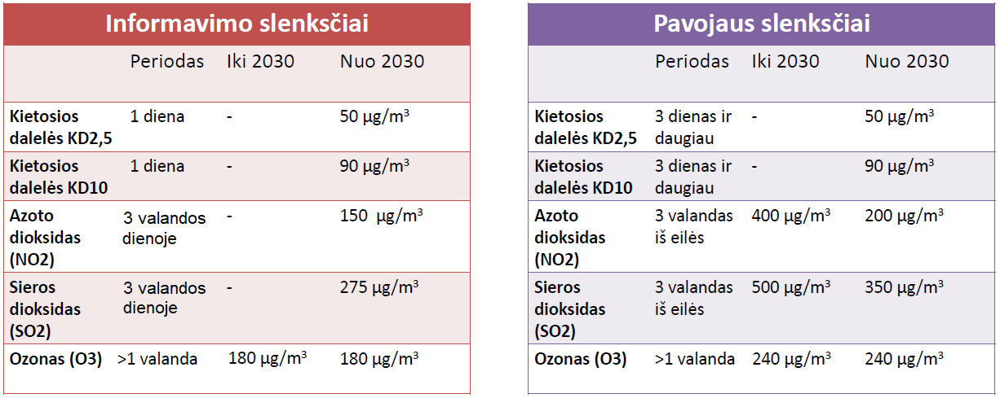 Informavimo slenksčiai
Periodas Iki 2030 Nuo 2030
Kietosios dalelės KD2,5 1 diena - 50 µg/m³
Kietosios dalelės KD10 1 diena - 90 µg/m³
Azoto dioksidas (NO2) 3 valandos dienoje - 150 µg/m³
Sieros dioksidas (SO2) 3 valandos dienoje - 275 µg/m³
Ozonas (O3) >1 valanda 180 µg/m³ 180 µg/m³
Pavojaus slenksčiai
Periodas Iki 2030 Nuo 2030
Kietosios dalelės KD2,5 3 dienas ir daugiau - 50 µg/m³
Kietosios dalelės KD10 3 dienas ir daugiau - 90 µg/m³
Azoto dioksidas (NO2) 3 valandas iš eilės 400 µg/m³ 200 µg/m³
Sieros dioksidas (SO2) 3 valandas iš eilės 500 µg/m³ 350 µg/m³
Ozonas (O3) >1 valanda 240 µg/m³ 240 µg/m³